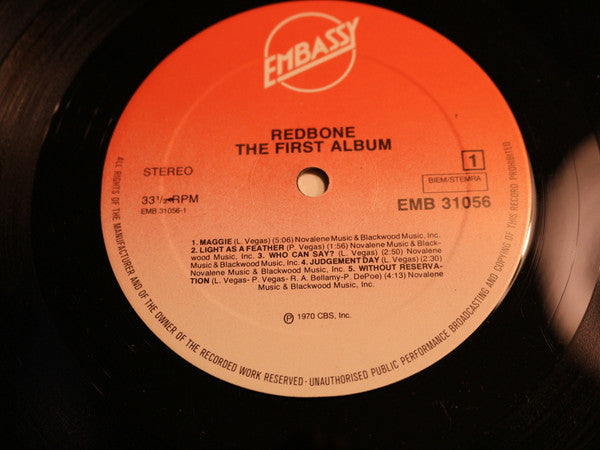 EMBASSY
REDBONE
THE FIRST ALBUM
STEREO
1
BIEM/STEMRA
33⅓ RPM
EMB 31056-1
EMB 31056
1. MAGGIE (L. Vegas) (5:06) Novalene Music & Blackwood Music, Inc.
2. LIGHT AS A FEATHER (P. Vegas) (1:56) Novalene Music & Black-
wood Music, Inc. 3. WHO CAN SAY? (L. Vegas) (2:50) Novalene
Music & Blackwood Music, Inc. 4. JUDGEMENT DAY (L. Vegas) (2:30)
Novalene Music & Blackwood Music, Inc. 5. WITHOUT RESERVA-
TION (L. Vegas- P. Vegas- R. A. Bellamy- P. DePoe) (4:13) Novalene
Music & Blackwood Music, Inc.
℗ 1970 CBS, Inc.
ALL RIGHTS OF THE MANUFACTURER AND OF THE OWNER OF THE RECORDED WORK RESERVED - UNAUTHORISED PUBLIC PERFORMANCE BROADCASTING AND COPYING OF THIS RECORD PROHIBITED